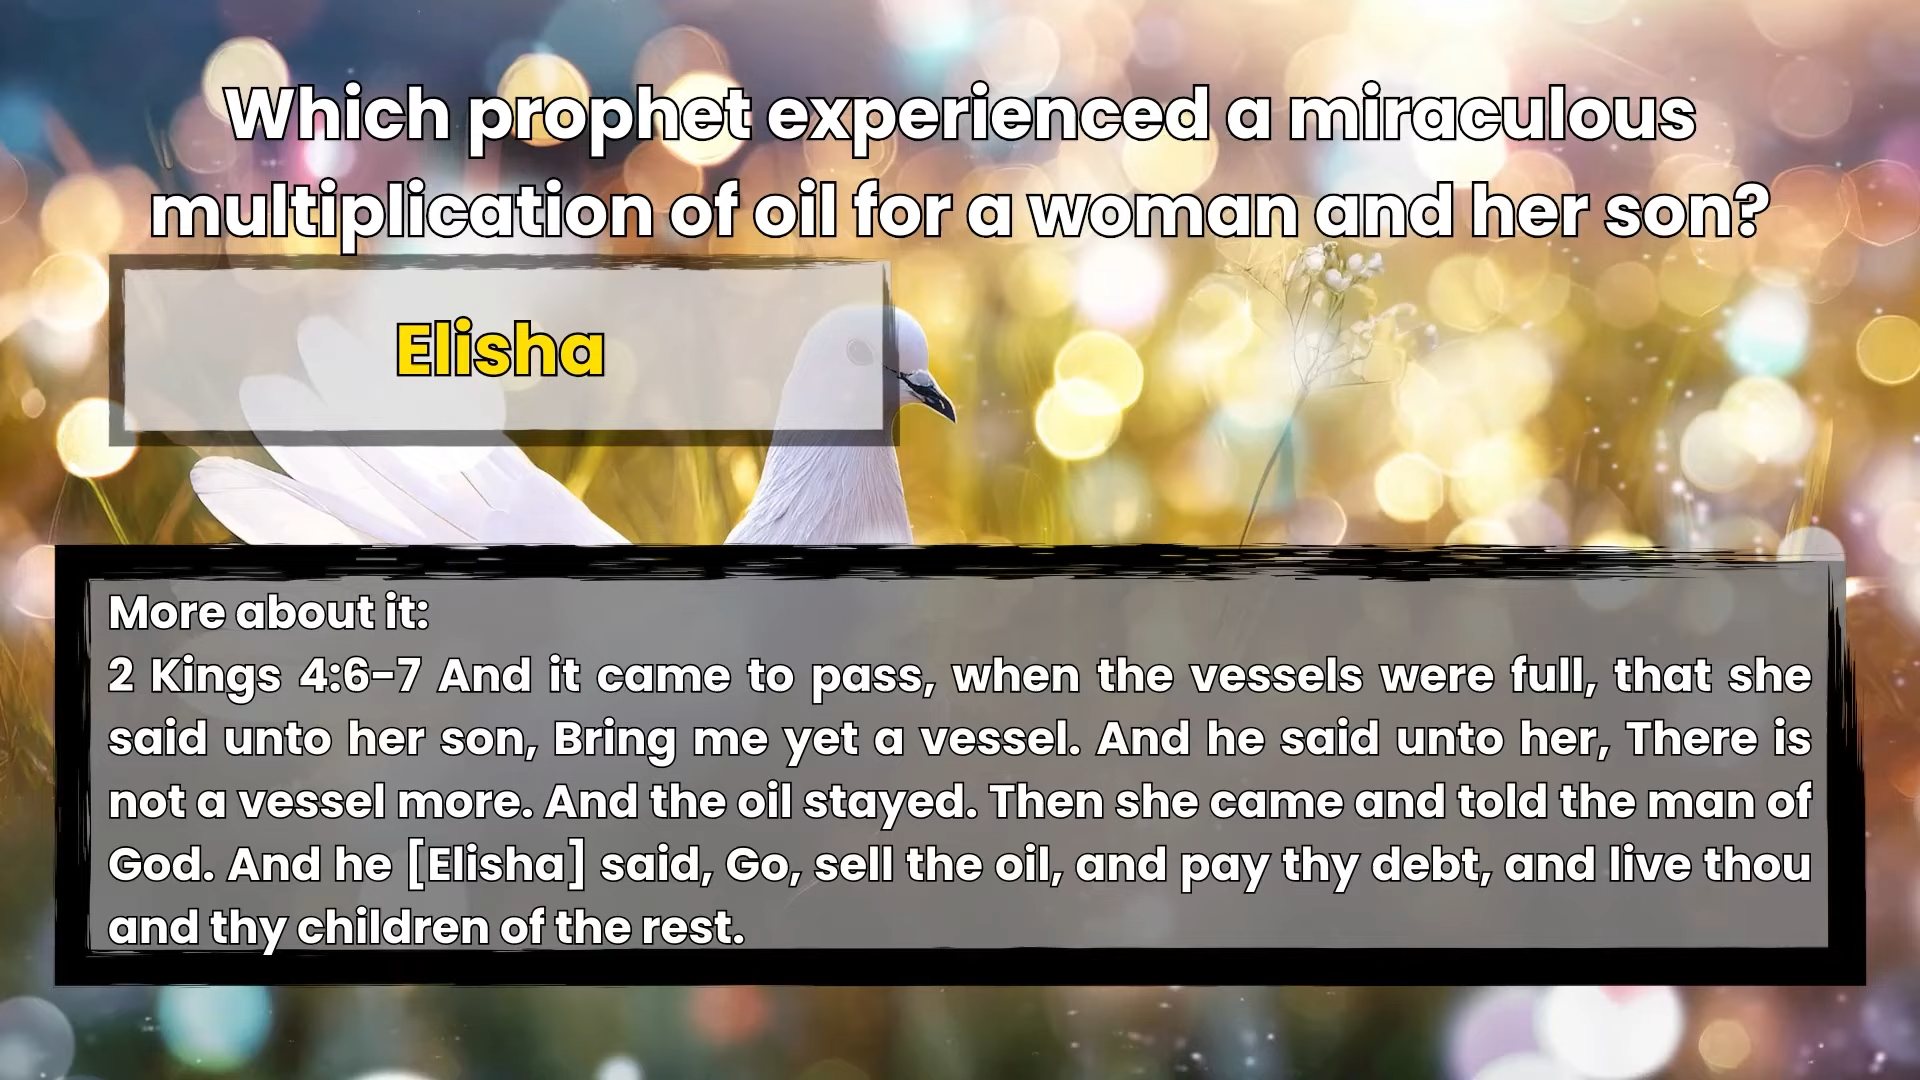 Which prophet experienced a miraculous
multiplication of oil for a woman and her son?
Elisha
More about it:
2 Kings 4:6-7 And it came to pass, when the vessels were full, that she
said unto her son, Bring me yet a vessel. And he said unto her, There is
not a vessel more. And the oil stayed. Then she came and told the man of
God. And he [Elisha] said, Go, sell the oil, and pay thy debt, and live thou
and thy children of the rest.